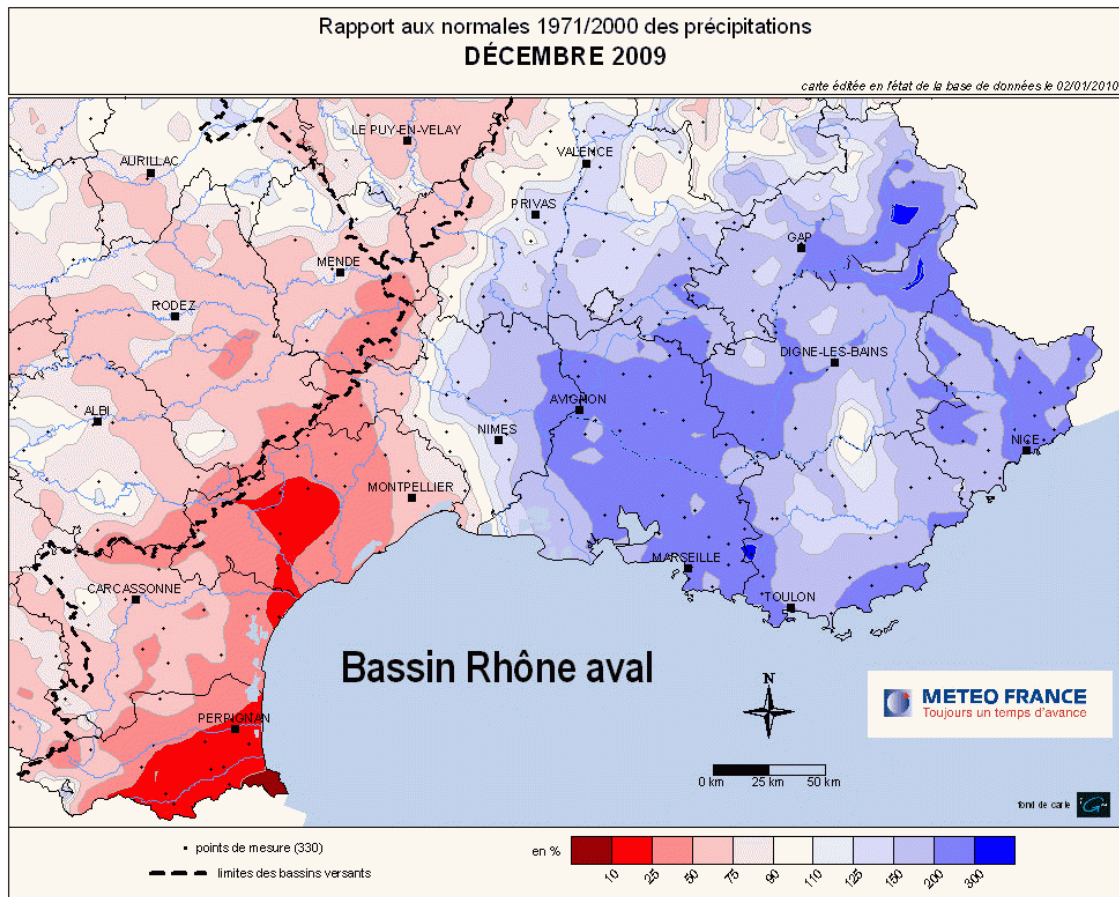 Rapport aux normales 1971/2000 des précipitations
DÉCEMBRE 2009
carte éditée en l'état de la base de données le 02/01/2010
LE PUY-EN-VELAY
AURILLAC
VALENCE
PRIVAS
GAP
MENDE
RODEZ
DIGNE-LES-BAINS
ALBI
AVIGNON
NIMES
NICE
MONTPELLIER
MARSEILLE
CARCASSONNE
TOULON
Bassin Rhône aval
N
METEO FRANCE
Toujours un temps d'avance
PERPIGNAN
0 km 25 km 50 km
fond de carte
points de mesure (330)
limites des bassins versants
en %
10 25 50 75 90 110 125 150 200 300